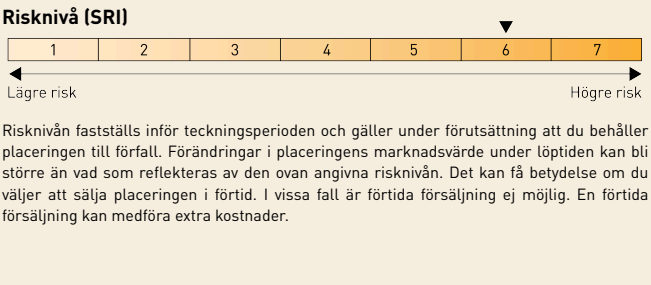 Risknivå (SRI)
1 2 3 4 5 6 7
Lägre risk Högre risk
Risknivån fastställs inför teckningsperioden och gäller under förutsättning att du behåller
placeringen till förfall. Förändringar i placeringens marknadsvärde under löptiden kan bli
större än vad som reflekteras av den ovan angivna risknivån. Det kan få betydelse om du
väljer att sälja placeringen i förtid. I vissa fall är förtida försäljning ej möjlig. En förtida
försäljning kan medföra extra kostnader.